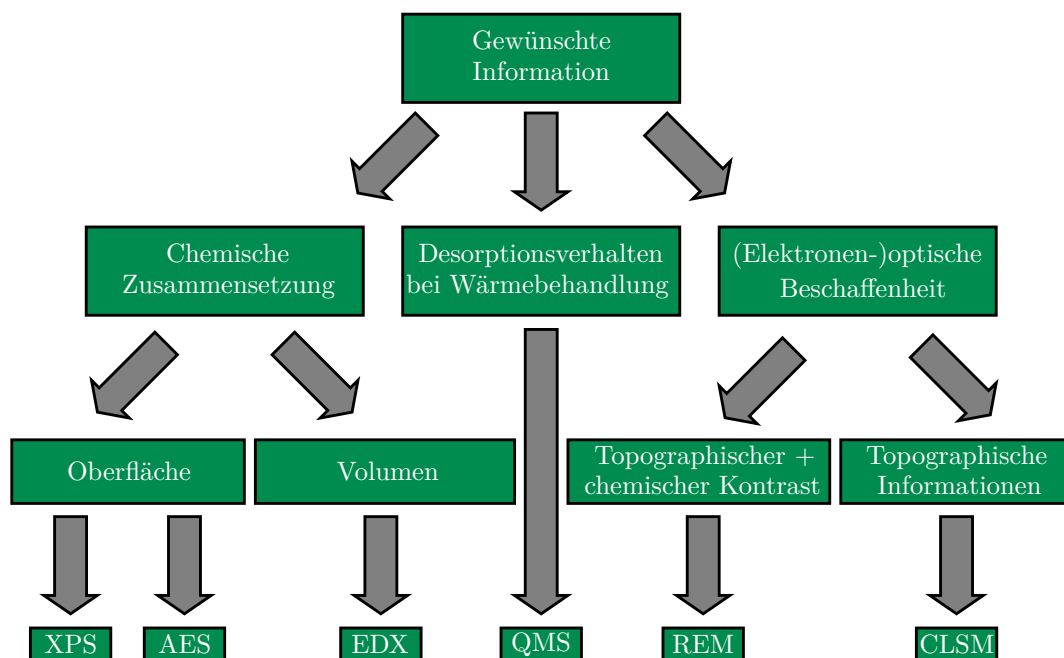 Gewünschte
Information
Chemische
Zusammensetzung
Desorptionsverhalten
bei Wärmebehandlung
(Elektronen-)optische
Beschaffenheit
Oberfläche
Volumen
Topographischer +
chemischer Kontrast
Topographische
Informationen
XPS
AES
EDX
QMS
REM
CLSM